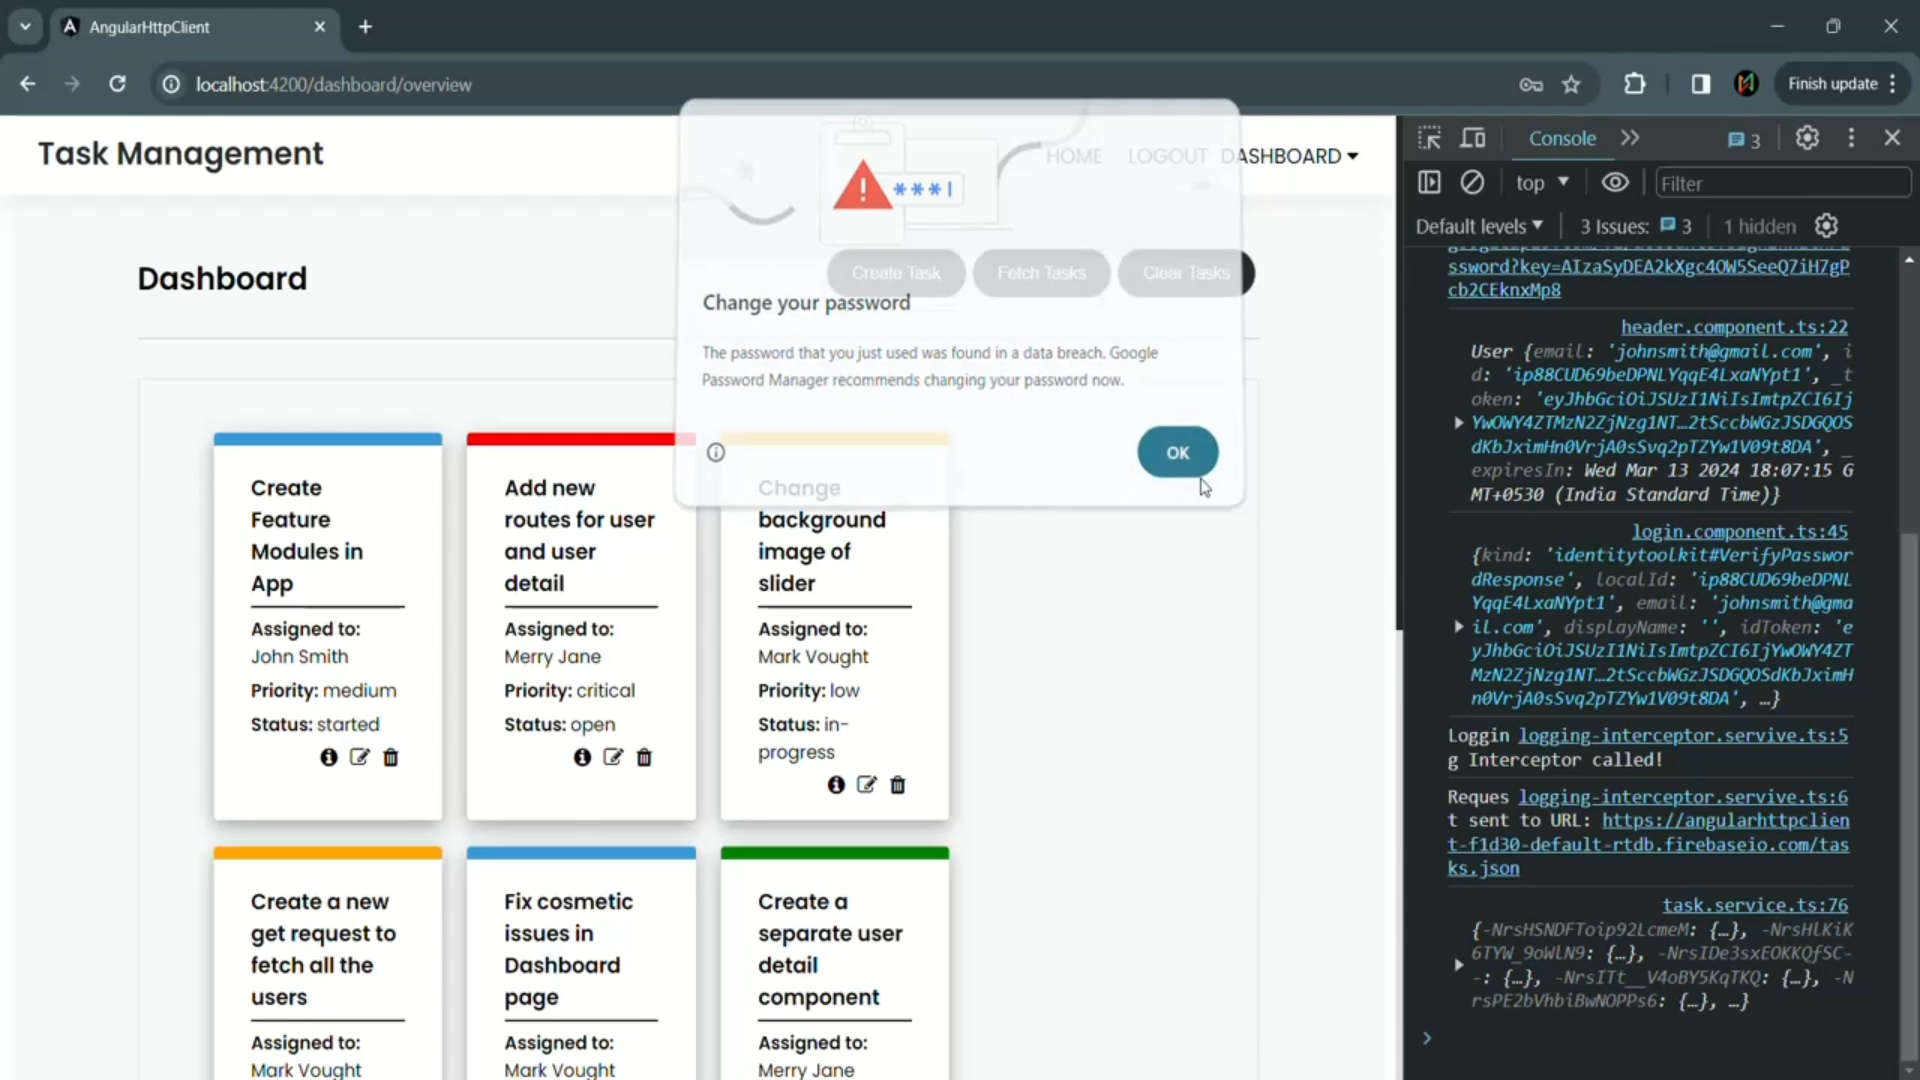 AngularHttpClient
localhost:4200/dashboard/overview
Finish update
Task Management
HOME LOGOUT DASHBOARD
Dashboard
Create Task Fetch Tasks Clear Tasks
***|
Change your password
The password that you just used was found in a data breach. Google
Password Manager recommends changing your password now.
OK
Create
Feature
Modules in
App
Assigned to:
John Smith
Priority: medium
Status: started
Add new
routes for user
and user
detail
Assigned to:
Merry Jane
Priority: critical
Status: open
Change
background
image of
slider
Assigned to:
Mark Vought
Priority: low
Status: in-
progress
Create a new
get request to
fetch all the
users
Assigned to:
Mark Vought
Fix cosmetic
issues in
Dashboard
page
Assigned to:
Mark Vought
Create a
separate user
detail
component
Assigned to:
Merry Jane
Console 3
top Filter
Default levels 3 Issues: 3 1 hidden
ssword?key=AIzaSyDEA2kXgc4OW5SeeQ7iH7gP
cb2CEknxMp8
header.component.ts:22
User {email: 'johnsmith@gmail.com', i
d: 'ip88CUD69beDPNLYqqE4LxaNYpt1', _t
oken: 'eyJhbGciOiJSUzI1NiIsImtpZCI6Ij
YwOWY4ZTMzN2ZjNzg1NT…2tSccbWGzJSDGQOS
dKbJximHn0VrjA0sSvq2pTZYw1V09t8DA', _
expiresIn: Wed Mar 13 2024 18:07:15 G
MT+0530 (India Standard Time)}
login.component.ts:45
{kind: 'identitytoolkit#VerifyPasswor
dResponse', localId: 'ip88CUD69beDPNL
YqqE4LxaNYpt1', email: 'johnsmith@gma
il.com', displayName: '', idToken: 'e
yJhbGciOiJSUzI1NiIsImtpZCI6IjYwOWY4ZT
MzN2ZjNzg1NT…2tSccbWGzJSDGQOSdKbJximH
n0VrjA0sSvq2pTZYw1V09t8DA', …}
Loggin logging-interceptor.servive.ts:5
g Interceptor called!
Reques logging-interceptor.servive.ts:6
t sent to URL: https://angularhttpclien
t-f1d30-default-rtdb.firebaseio.com/tas
ks.json
task.service.ts:76
{-NrsHSNDFToip92LcmeM: {…}, -NrsHlKiK
6TYW_9oWlN9: {…}, -NrsIDe3sxEOKKQfSC-
-: {…}, -NrsITt__V4oBY5KqTKQ: {…}, -N
rsPE2bVhbiBwNOPPs6: {…}, …}